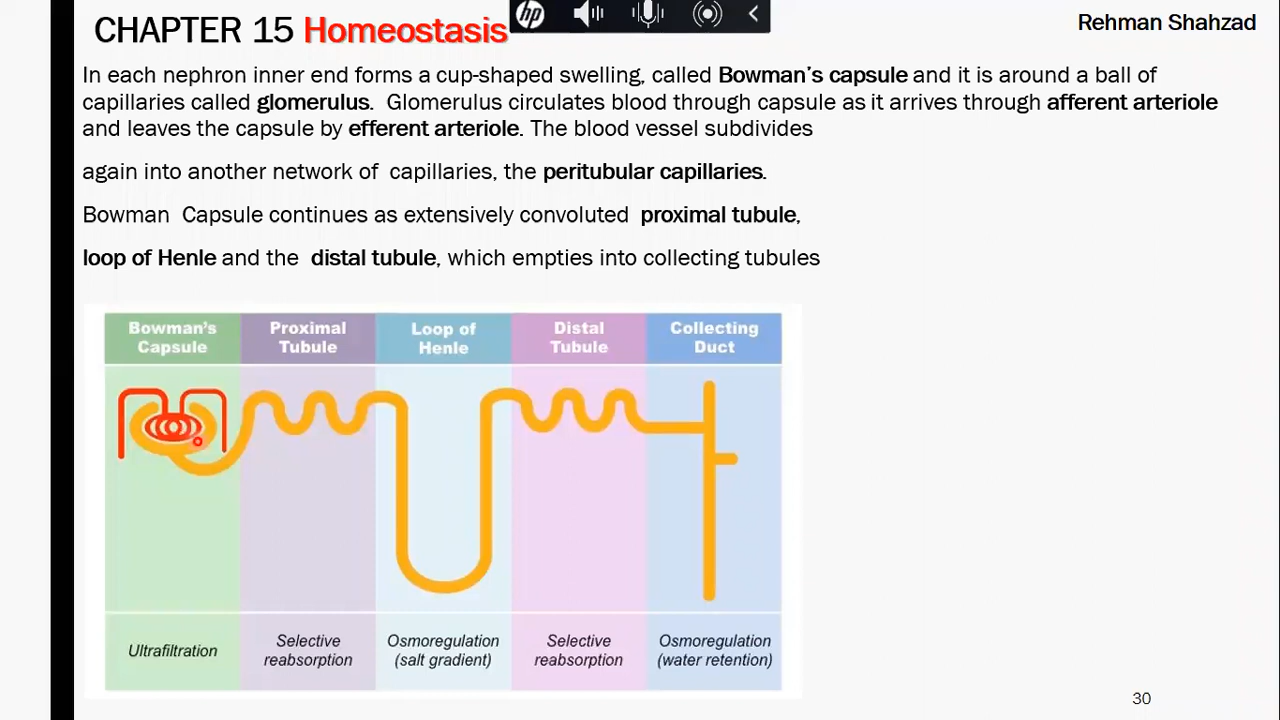 CHAPTER 15 Homeostasis
hp
Rehman Shahzad
In each nephron inner end forms a cup-shaped swelling, called Bowman's capsule and it is around a ball of
capillaries called glomerulus.  Glomerulus circulates blood through capsule as it arrives through afferent arteriole
and leaves the capsule by efferent arteriole. The blood vessel subdivides
again into another network of  capillaries, the peritubular capillaries.
Bowman  Capsule continues as extensively convoluted  proximal tubule,
loop of Henle and the  distal tubule, which empties into collecting tubules
Bowman's
Capsule
Proximal
Tubule
Loop of
Henle
Distal
Tubule
Collecting
Duct
Ultrafiltration
Selective
reabsorption
Osmoregulation
(salt gradient)
Selective
reabsorption
Osmoregulation
(water retention)
30